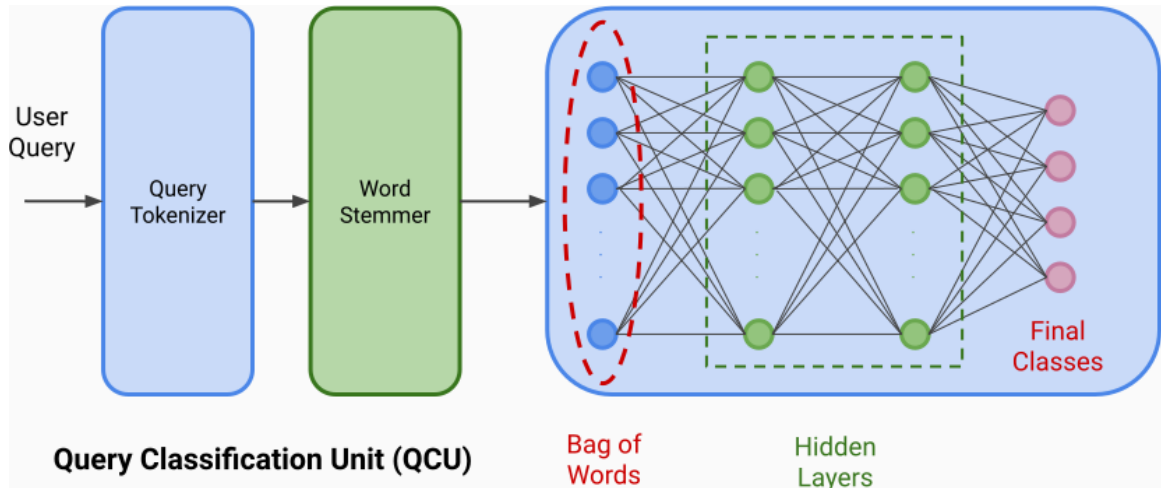 User
Query
Query
Tokenizer
Word
Stemmer
Final
Classes
Query Classification Unit (QCU)
Bag of
Words
Hidden
Layers